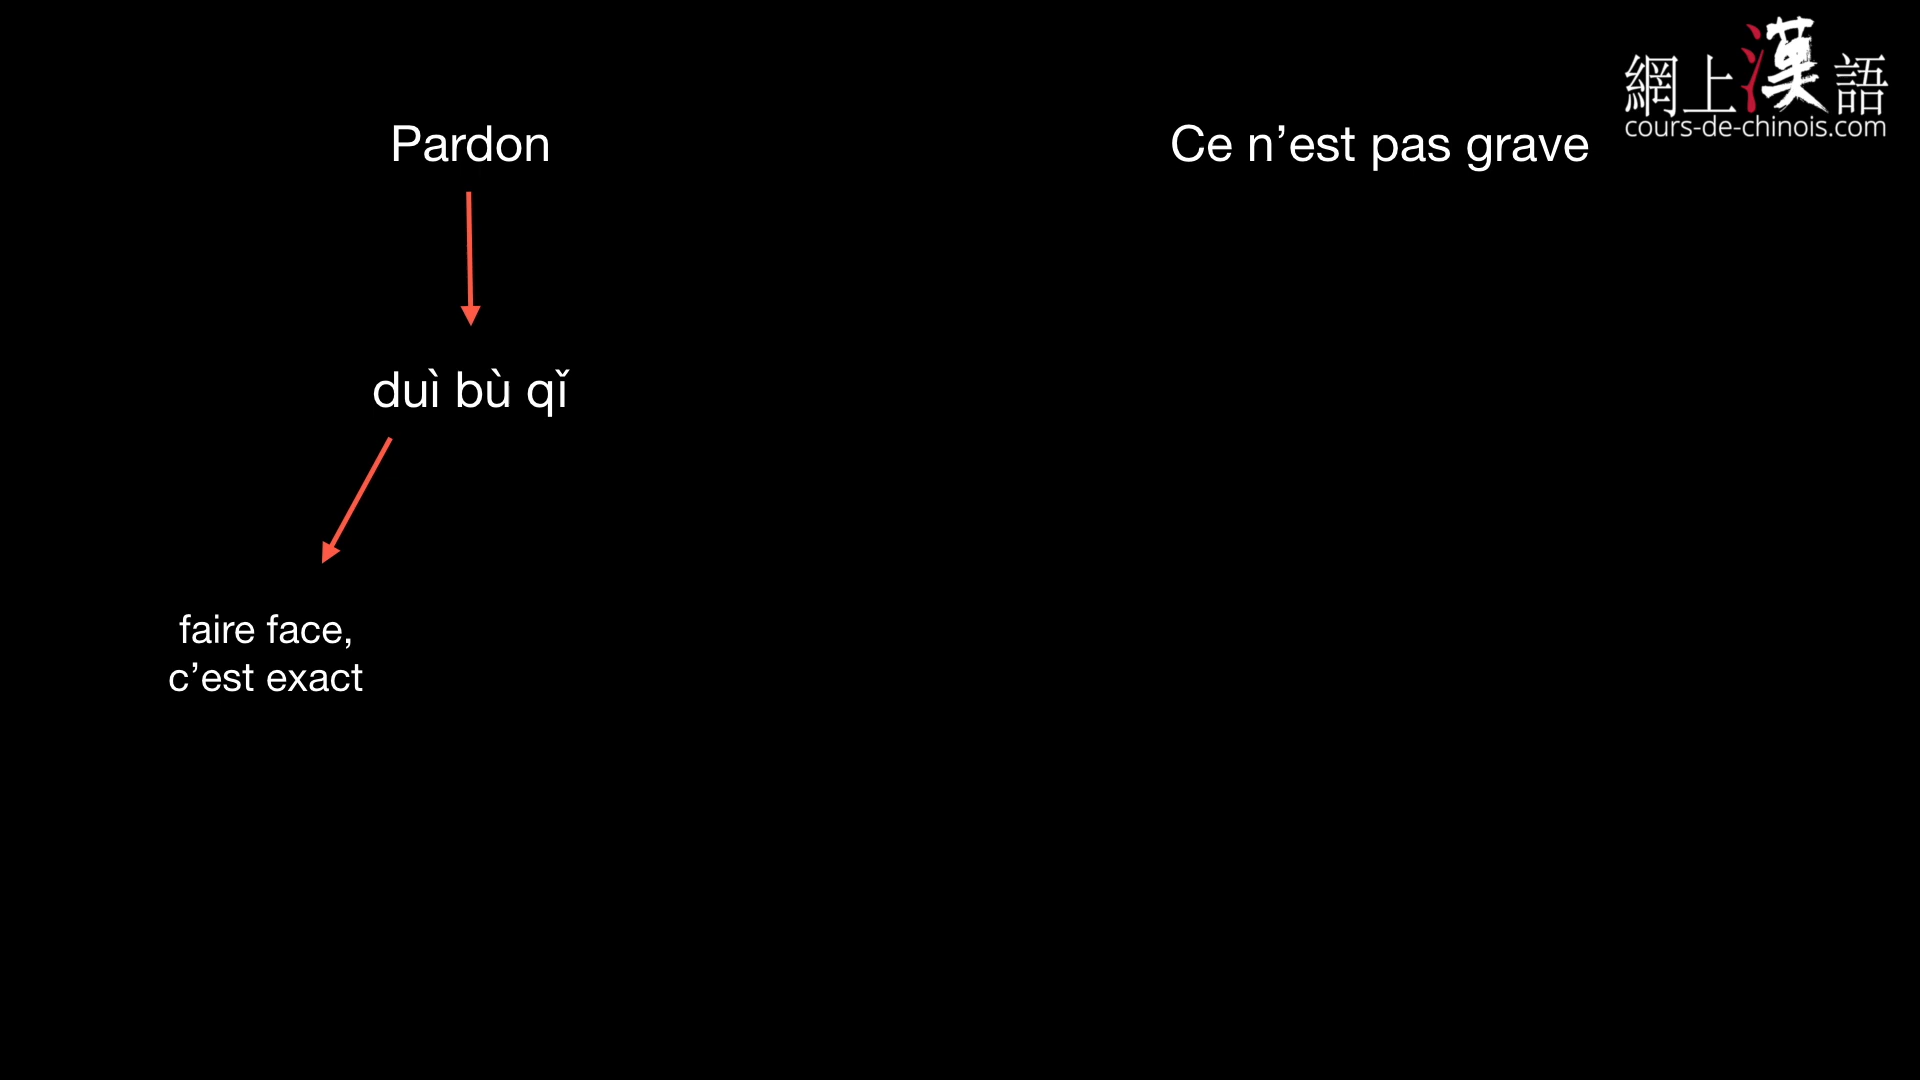 網上漢語
cours-de-chinois.com
Pardon
Ce n’est pas grave
duì bù qǐ
faire face,
c’est exact